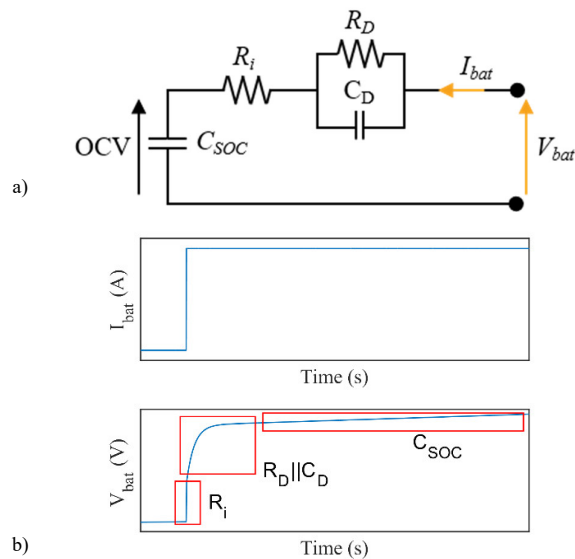 R_D
R_i
I_bat
C_D
OCV
C_SOC
V_bat
a)
I_bat (A)
Time (s)
V_bat (V)
C_SOC
R_D||C_D
R_i
b)
Time (s)